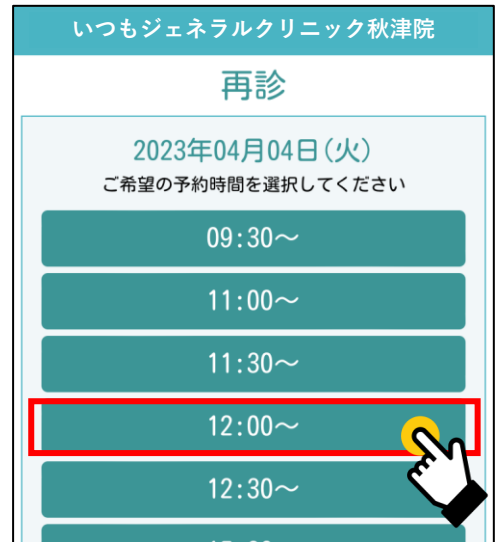 いつもジェネラルクリニック秋津院
再診
2023年04月04日(火)
ご希望の予約時間を選択してください
09:30～
11:00～
11:30～
12:00～
12:30～